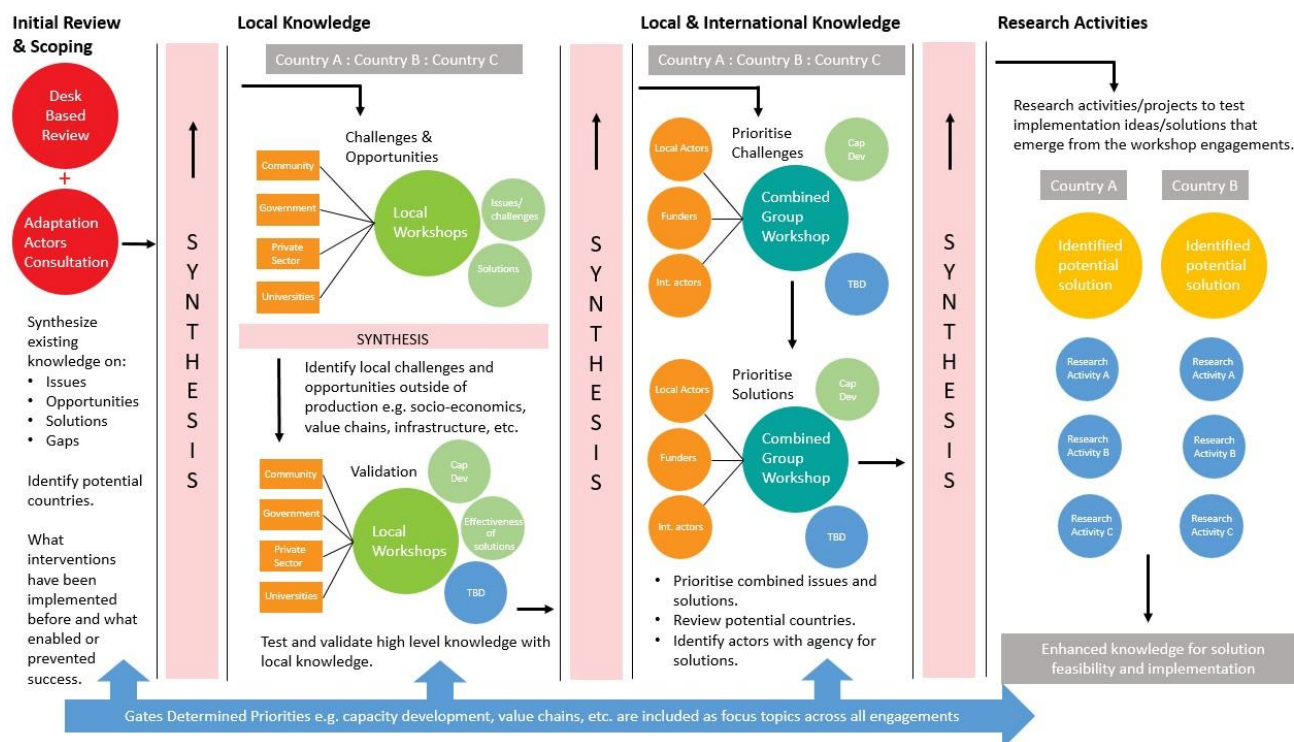 Initial Review
& Scoping
Desk
Based
Review
+
Adaptation
Actors
Consultation
Synthesize
existing
knowledge on:
• Issues
• Opportunities
• Solutions
• Gaps
Identify potential
countries.
What
interventions
have been
implemented
before and what
enabled or
prevented
success.
SYNTHESIS
Local Knowledge
Country A : Country B : Country C
Challenges &
Opportunities
Community
Government
Private
Sector
Universities
Local
Workshops
Issues/
challenges
Solutions
SYNTHESIS
Identify local challenges and
opportunities outside of
production e.g. socio-economics,
value chains, infrastructure, etc.
Validation
Community
Government
Private
Sector
Universities
Local
Workshops
Cap
Dev
Effectiveness of
solutions
TBD
Test and validate high level knowledge with
local knowledge.
SYNTHESIS
Local & International Knowledge
Country A : Country B : Country C
Prioritise
Challenges
Local Actors
Funders
Int. actors
Combined
Group
Workshop
Cap
Dev
TBD
Prioritise
Solutions
Local Actors
Funders
Int. actors
Combined
Group
Workshop
Cap
Dev
TBD
• Prioritise combined issues and
solutions.
• Review potential countries.
• Identify actors with agency for
solutions.
SYNTHESIS
Research Activities
Research activities/projects to test
implementation ideas/solutions that
emerge from the workshop engagements.
Country A
Country B
Identified
potential
solution
Identified
potential
solution
Research
Activity A
Research
Activity A
Research
Activity B
Research
Activity B
Research
Activity C
Research
Activity C
Enhanced knowledge for solution
feasibility and implementation
Gates Determined Priorities e.g. capacity development, value chains, etc. are included as focus topics across all engagements